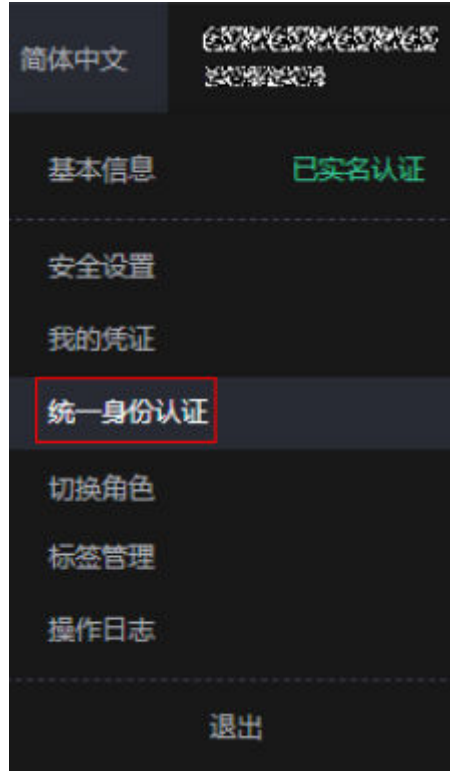 简体中文
基本信息 已实名认证
安全设置
我的凭证
统一身份认证
切换角色
标签管理
操作日志
退出